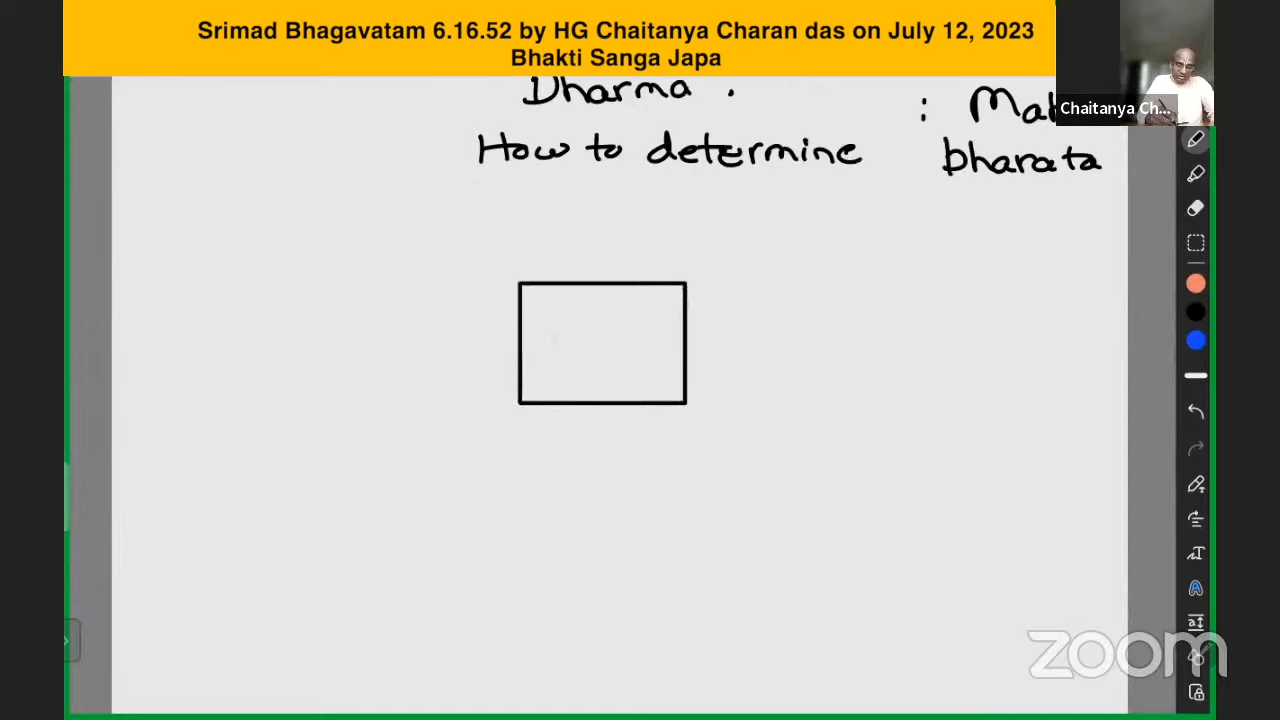 Srimad Bhagavatam 6.16.52 by HG Chaitanya Charan das on July 12, 2023
Bhakti Sanga Japa
Chaitanya Ch...
Dharma .
: Mah
How to determine
bharata
zoom